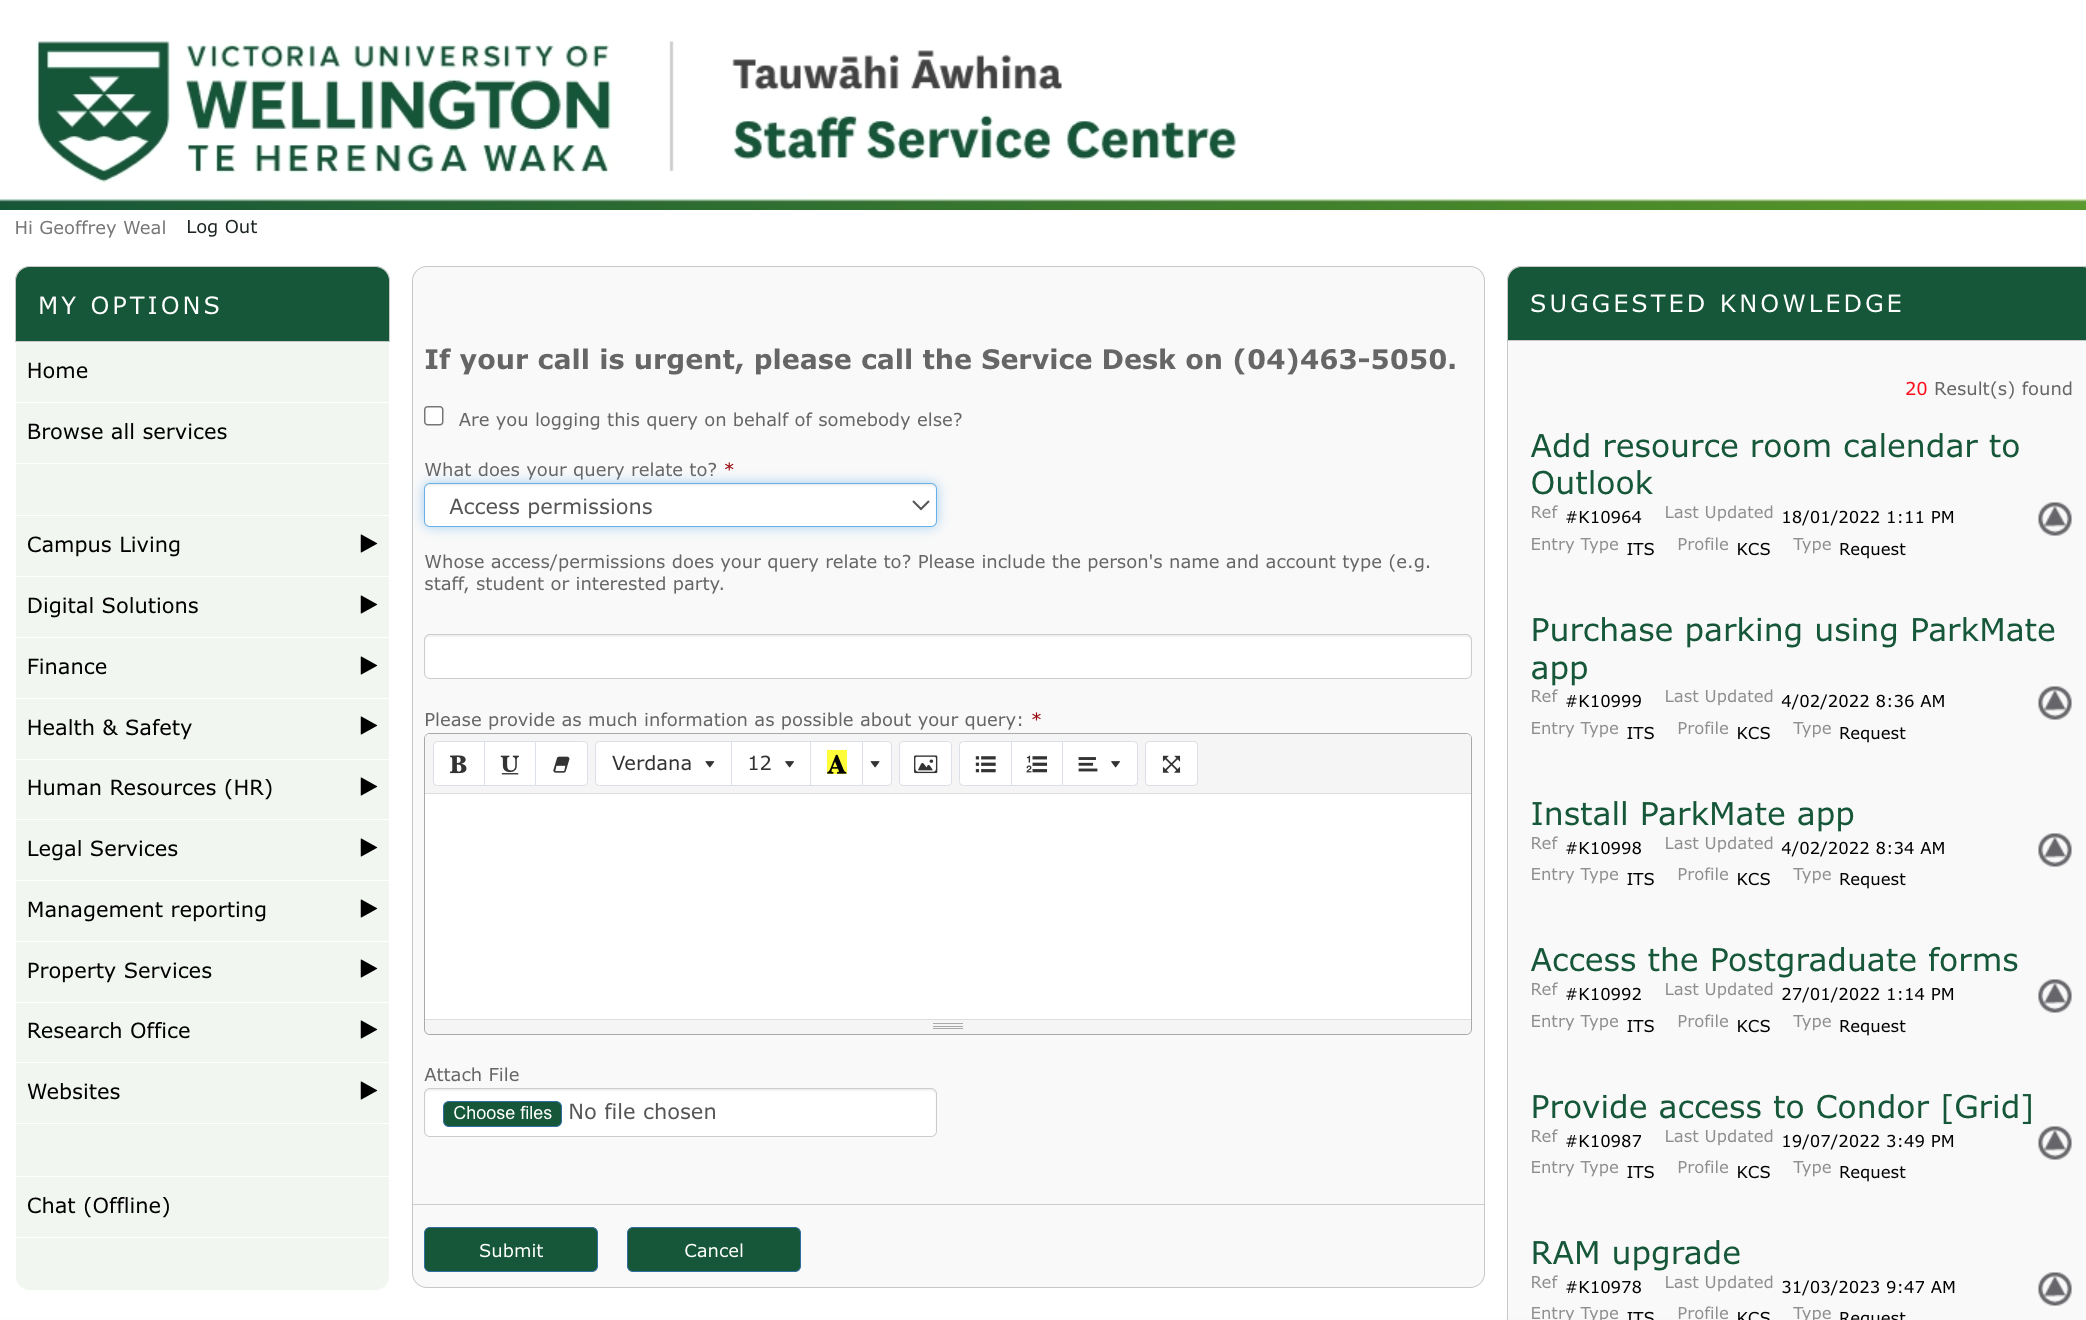 VICTORIA UNIVERSITY OF
WELLINGTON
TE HERENGA WAKA
Tauwāhi Āwhina
Staff Service Centre
Hi Geoffrey Weal Log Out
MY OPTIONS
Home
Browse all services
Campus Living
Digital Solutions
Finance
Health & Safety
Human Resources (HR)
Legal Services
Management reporting
Property Services
Research Office
Websites
Chat (Offline)
If your call is urgent, please call the Service Desk on (04)463-5050.
Are you logging this query on behalf of somebody else?
What does your query relate to? *
Access permissions
Whose access/permissions does your query relate to? Please include the person's name and account type (e.g.
staff, student or interested party.
Please provide as much information as possible about your query: *
B U Verdana 12 A
Attach File
Choose files No file chosen
Submit Cancel
SUGGESTED KNOWLEDGE
20 Result(s) found
Add resource room calendar to
Outlook
Ref #K10964 Last Updated 18/01/2022 1:11 PM
Entry Type ITS Profile KCS Type Request
Purchase parking using ParkMate
app
Ref #K10999 Last Updated 4/02/2022 8:36 AM
Entry Type ITS Profile KCS Type Request
Install ParkMate app
Ref #K10998 Last Updated 4/02/2022 8:34 AM
Entry Type ITS Profile KCS Type Request
Access the Postgraduate forms
Ref #K10992 Last Updated 27/01/2022 1:14 PM
Entry Type ITS Profile KCS Type Request
Provide access to Condor [Grid]
Ref #K10987 Last Updated 19/07/2022 3:49 PM
Entry Type ITS Profile KCS Type Request
RAM upgrade
Ref #K10978 Last Updated 31/03/2023 9:47 AM
Entry Type ITS Profile KCS Type Request